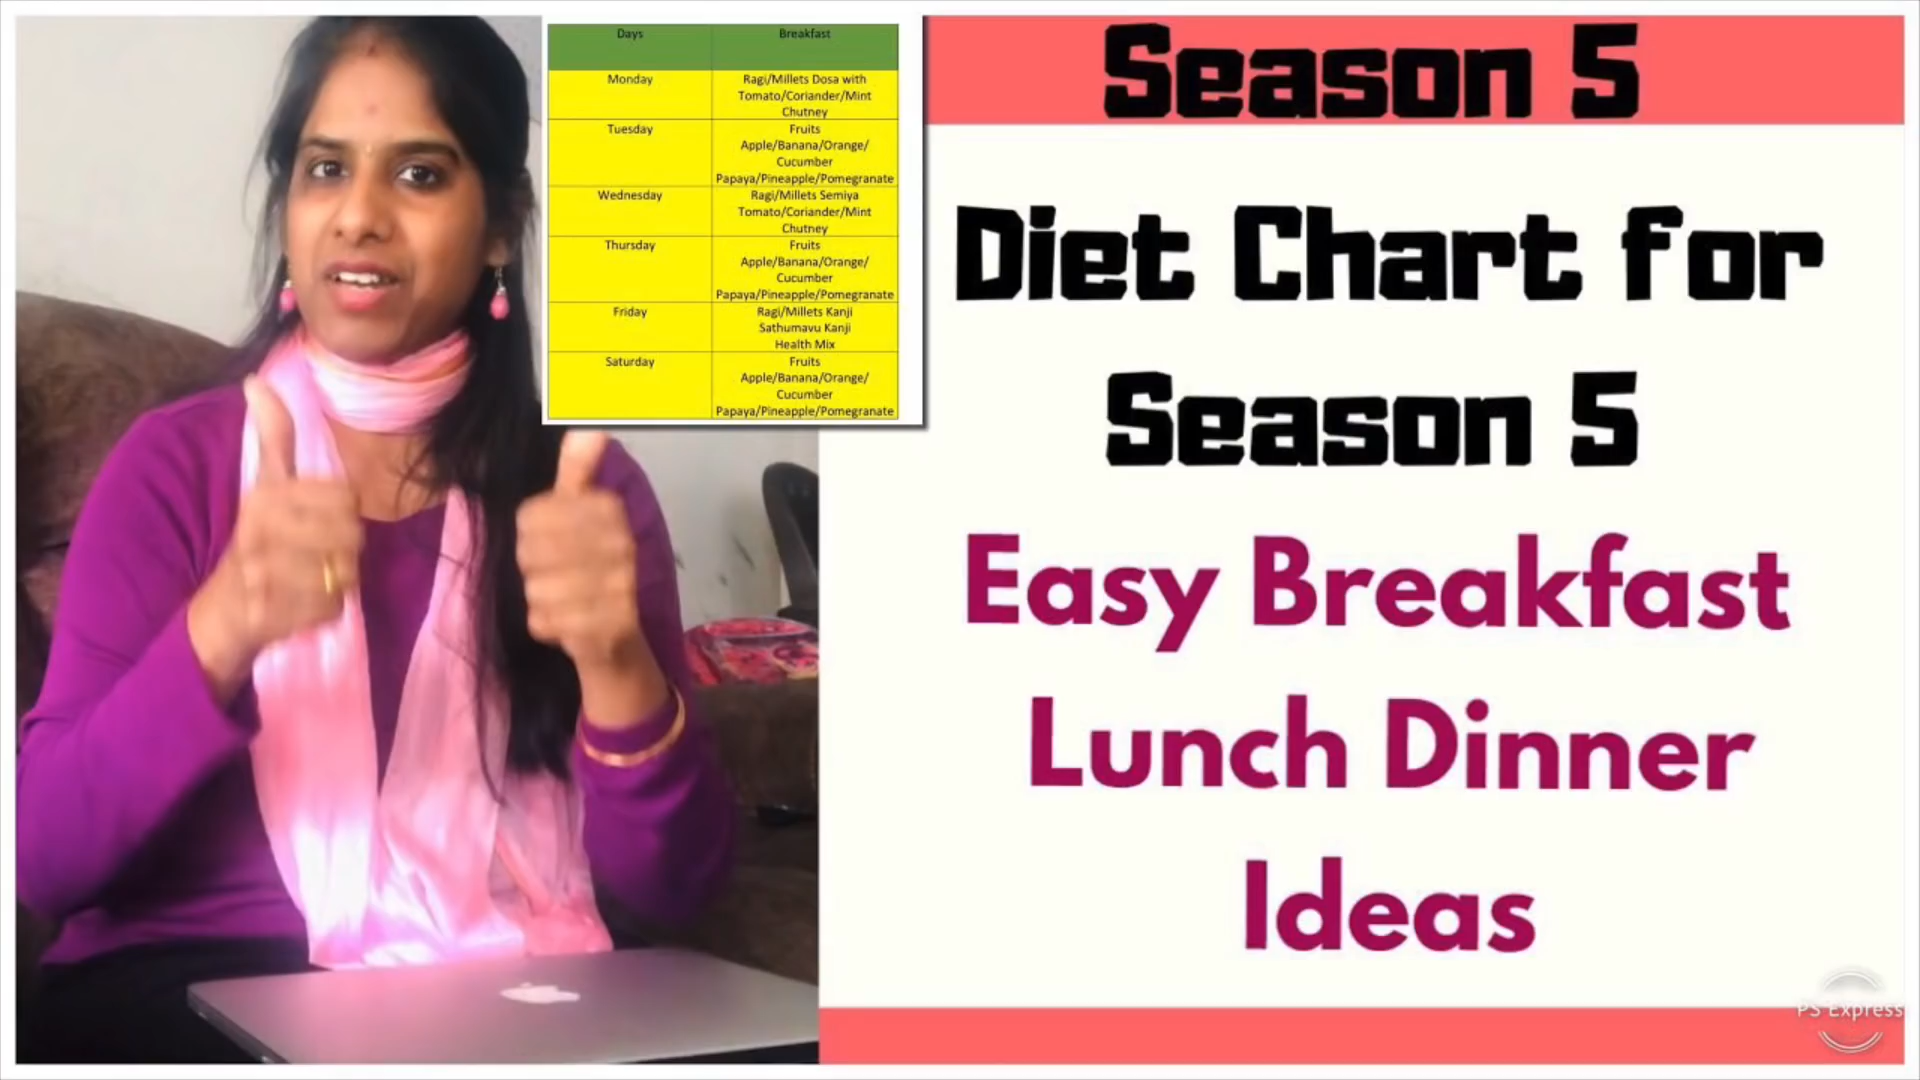 Season 5
Diet Chart for
Season 5
Easy Breakfast
Lunch Dinner
Ideas
Days Breakfast
Monday Ragi/Millets Dosa with
Tomato/Coriander/Mint
Chutney
Tuesday Fruits
Apple/Banana/Orange/
Cucumber
Papaya/Pineapple/Pomegranate
Wednesday Ragi/Millets Semiya
Tomato/Coriander/Mint
Chutney
Thursday Fruits
Apple/Banana/Orange/
Cucumber
Papaya/Pineapple/Pomegranate
Friday Ragi/Millets Kanji
Sathumavu Kanji
Health Mix
Saturday Fruits
Apple/Banana/Orange/
Cucumber
Papaya/Pineapple/Pomegranate
PS Express